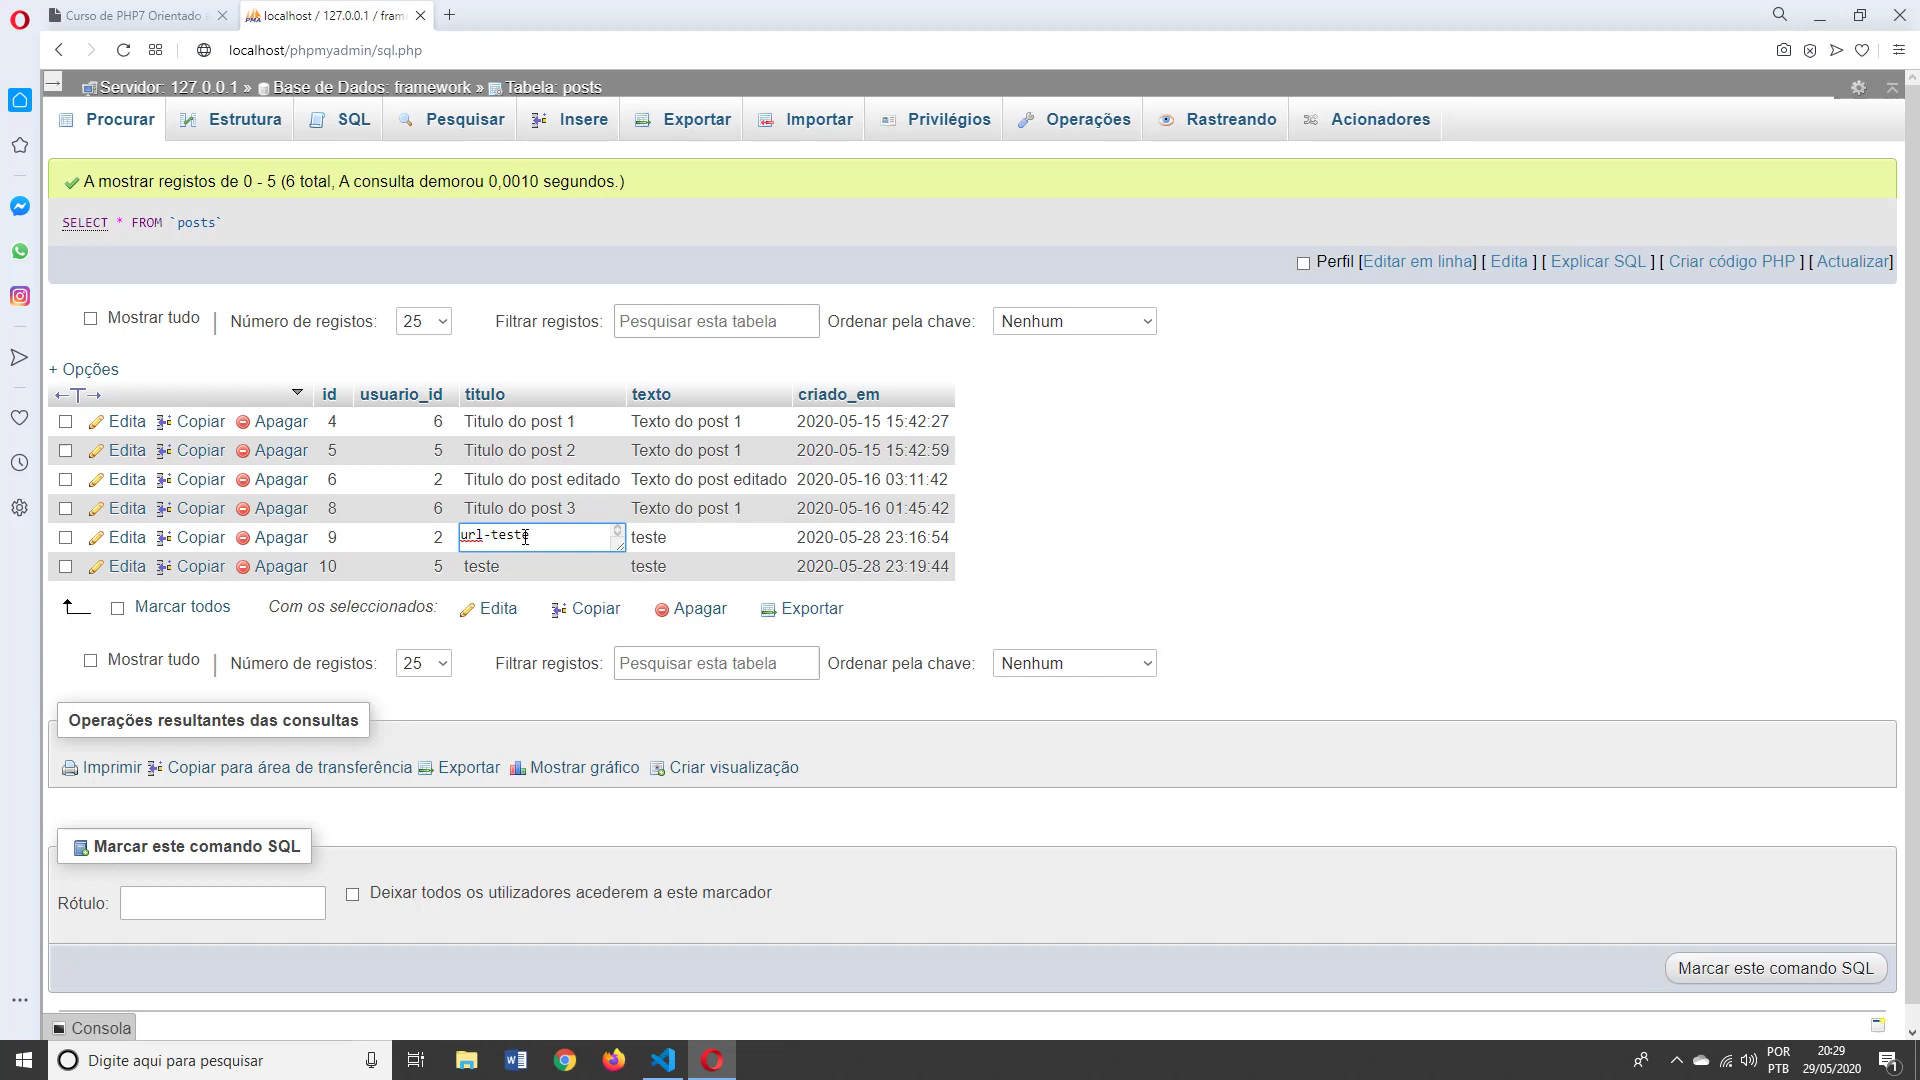 Curso de PHP7 Orientado
localhost / 127.0.0.1 / fram
localhost/phpmyadmin/sql.php
Servidor: 127.0.0.1 » Base de Dados: framework » Tabela: posts
Procurar Estrutura SQL Pesquisar Insere Exportar Importar Privilégios Operações Rastreando Acionadores
A mostrar registos de 0 - 5 (6 total, A consulta demorou 0,0010 segundos.)
SELECT * FROM `posts`
Perfil [Editar em linha] [ Edita ] [ Explicar SQL ] [ Criar código PHP ] [ Actualizar]
Mostrar tudo | Número de registos: 25 Filtrar registos: Pesquisar esta tabela Ordenar pela chave: Nenhum
+ Opções
←T→ id usuario_id titulo texto criado_em
Edita Copiar Apagar 4 6 Titulo do post 1 Texto do post 1 2020-05-15 15:42:27
Edita Copiar Apagar 5 5 Titulo do post 2 Texto do post 1 2020-05-15 15:42:59
Edita Copiar Apagar 6 2 Titulo do post editado Texto do post editado 2020-05-16 03:11:42
Edita Copiar Apagar 8 6 Titulo do post 3 Texto do post 1 2020-05-16 01:45:42
Edita Copiar Apagar 9 2 url-teste teste 2020-05-28 23:16:54
Edita Copiar Apagar 10 5 teste teste 2020-05-28 23:19:44
Marcar todos Com os seleccionados: Edita Copiar Apagar Exportar
Mostrar tudo | Número de registos: 25 Filtrar registos: Pesquisar esta tabela Ordenar pela chave: Nenhum
Operações resultantes das consultas
Imprimir Copiar para área de transferência Exportar Mostrar gráfico Criar visualização
Marcar este comando SQL
Rótulo: Deixar todos os utilizadores acederem a este marcador
Marcar este comando SQL
Consola
Digite aqui para pesquisar
POR
PTB
20:29
29/05/2020
1